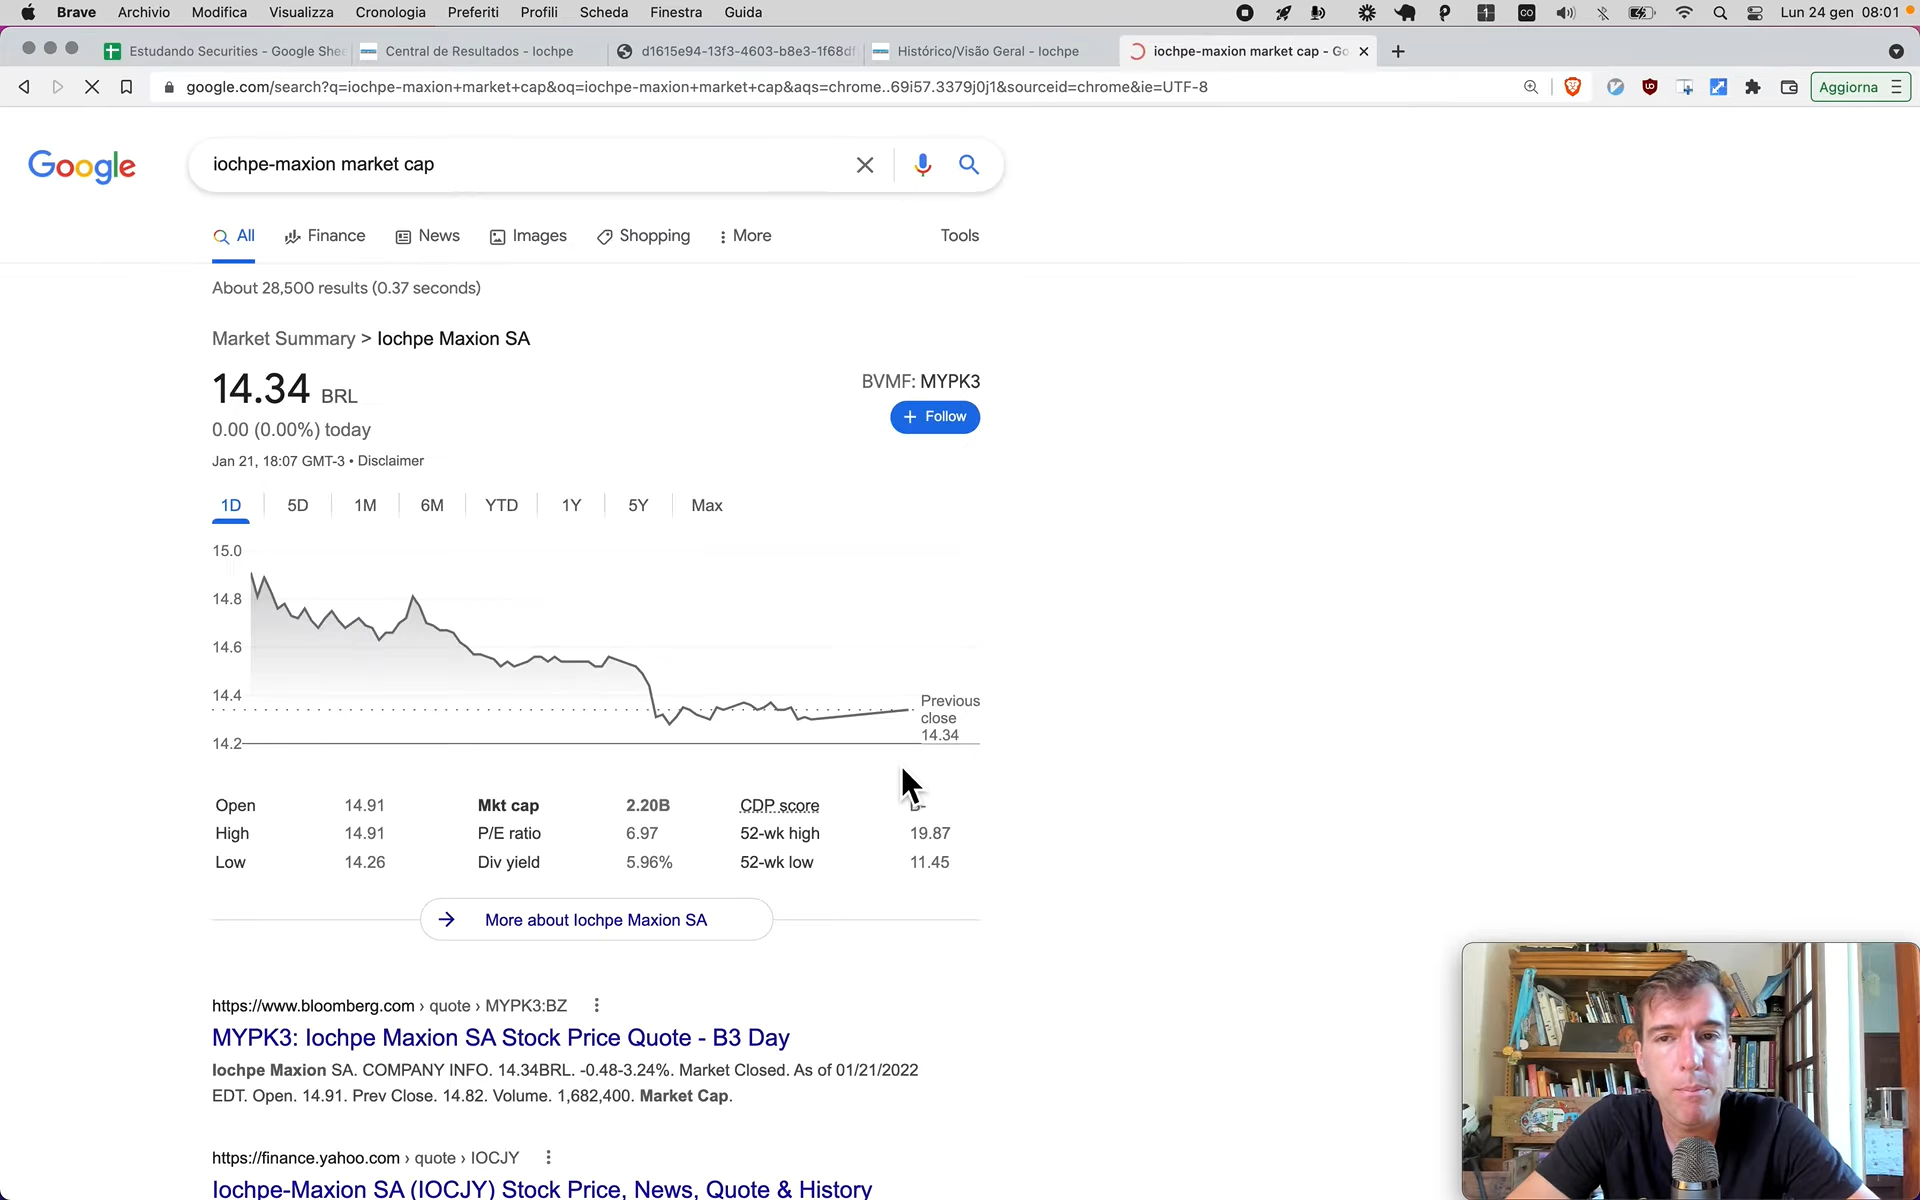 Brave Archivio Modifica Visualizza Cronologia Preferiti Profili Scheda Finestra Guida
Lun 24 gen 08:01
Estudando Securities - Google Shee
Central de Resultados - Iochpe
d1615e94-13f3-4603-b8e3-1f68df
Histórico/Visão Geral - Iochpe
iochpe-maxion market cap - Go
google.com/search?q=iochpe-maxion+market+cap&oq=iochpe-maxion+market+cap&aqs=chrome..69i57.3379j0j1&sourceid=chrome&ie=UTF-8
Aggiorna
Google
iochpe-maxion market cap
All Finance News Images Shopping More Tools
About 28,500 results (0.37 seconds)
Market Summary > Iochpe Maxion SA
14.34 BRL
BVMF: MYPK3
+ Follow
0.00 (0.00%) today
Jan 21, 18:07 GMT-3 • Disclaimer
1D 5D 1M 6M YTD 1Y 5Y Max
15.0
14.8
14.6
14.4
14.2
Previous
close
14.34
Open 14.91 Mkt cap 2.20B CDP score
High 14.91 P/E ratio 6.97 52-wk high 19.87
Low 14.26 Div yield 5.96% 52-wk low 11.45
More about Iochpe Maxion SA
https://www.bloomberg.com › quote › MYPK3:BZ
MYPK3: Iochpe Maxion SA Stock Price Quote - B3 Day
Iochpe Maxion SA. COMPANY INFO. 14.34BRL. -0.48-3.24%. Market Closed. As of 01/21/2022
EDT. Open. 14.91. Prev Close. 14.82. Volume. 1,682,400. Market Cap.
https://finance.yahoo.com › quote › IOCJY
Iochpe-Maxion SA (IOCJY) Stock Price, News, Quote & History